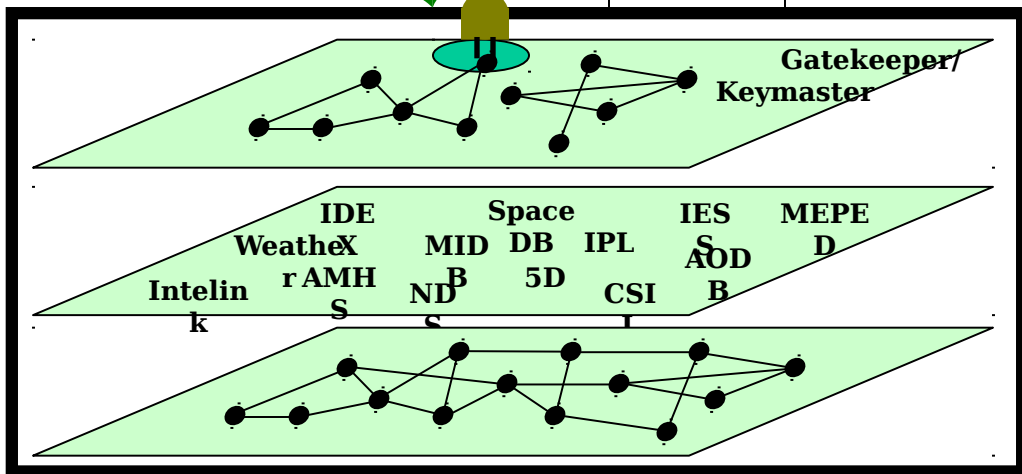 Gatekeeper/
Keymaster
IDE
X
Space
DB
IES
S
MEPE
D
Weathe
r
MID
B
IPL
AOD
B
AMH
S
5D
Intelin
k
ND
S
CSI
I